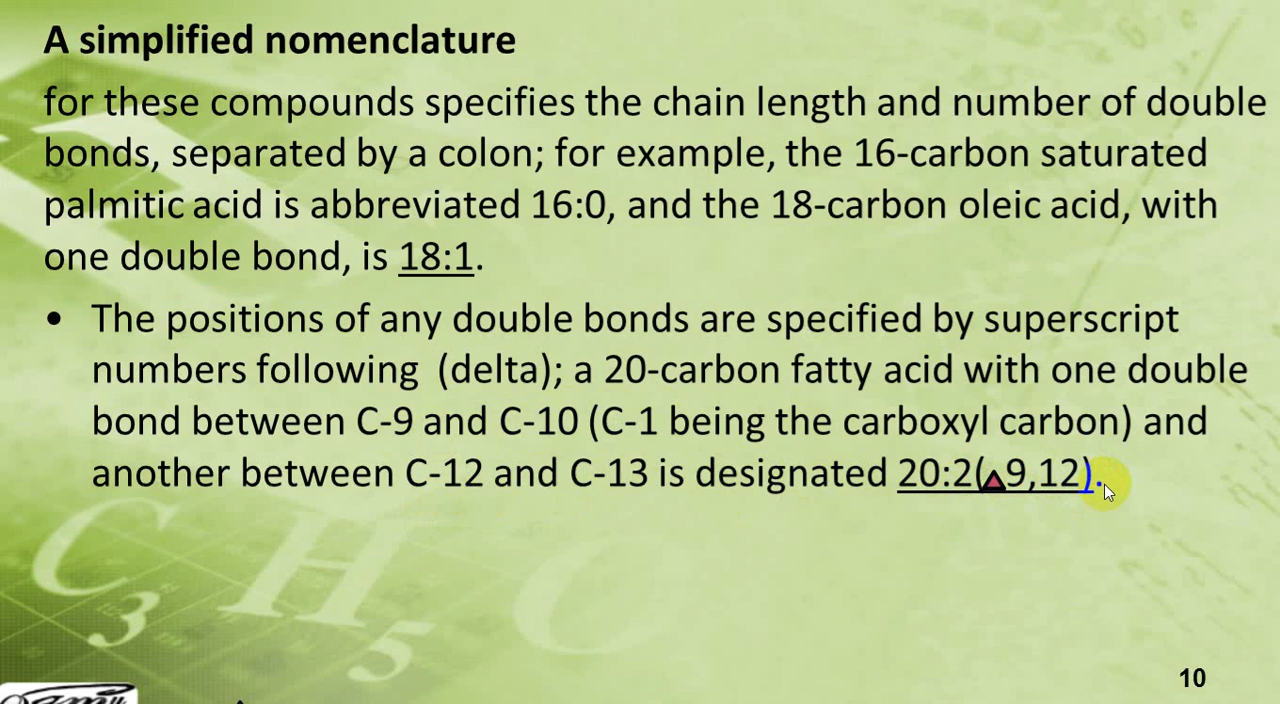 A simplified nomenclature
for these compounds specifies the chain length and number of double
bonds, separated by a colon; for example, the 16-carbon saturated
palmitic acid is abbreviated 16:0, and the 18-carbon oleic acid, with
one double bond, is 18:1.
• The positions of any double bonds are specified by superscript
numbers following (delta); a 20-carbon fatty acid with one double
bond between C-9 and C-10 (C-1 being the carboxyl carbon) and
another between C-12 and C-13 is designated 20:2(▲9,12).
C H C
3 5
10